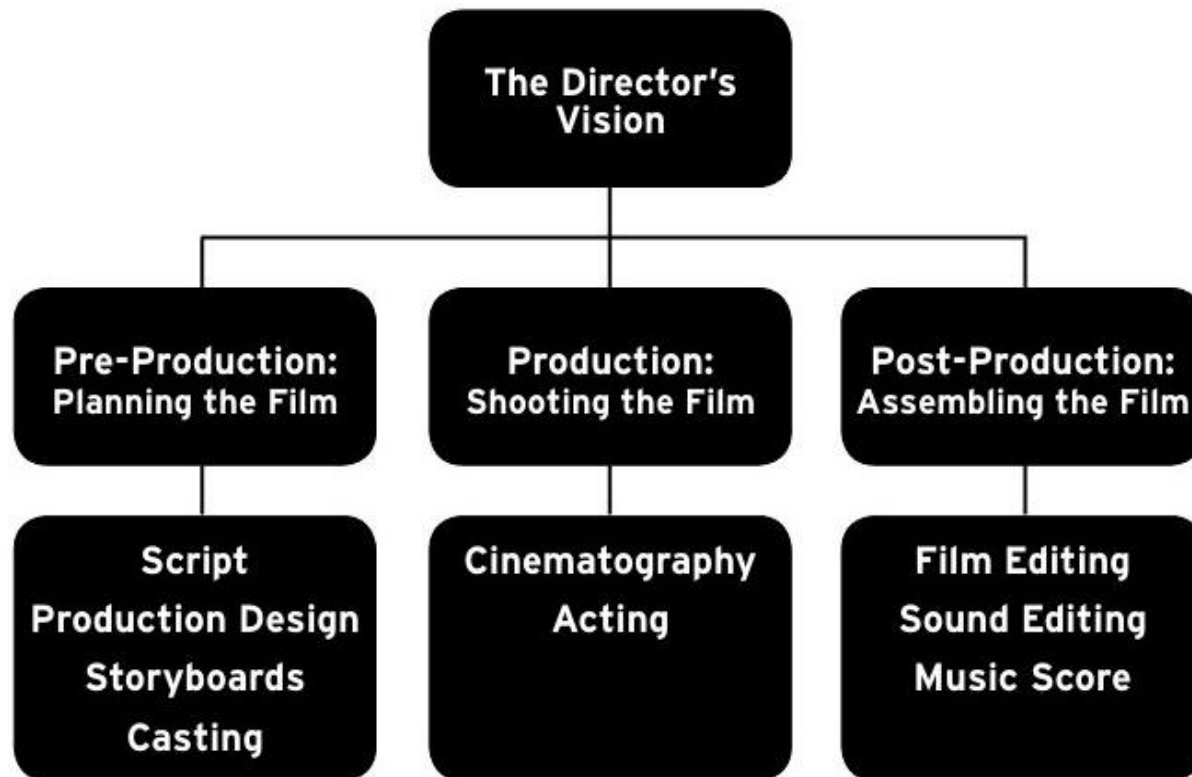 The Director's
Vision
Pre-Production:
Planning the Film
Production:
Shooting the Film
Post-Production:
Assembling the Film
Script
Production Design
Storyboards
Casting
Cinematography
Acting
Film Editing
Sound Editing
Music Score